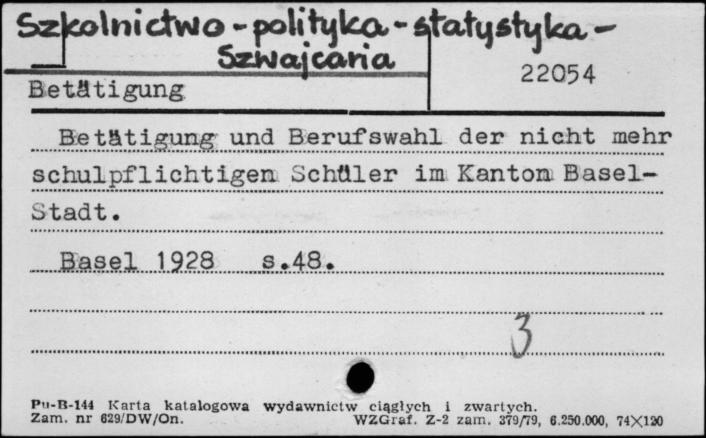 Szkolnictwo - polityka - statystyka -
Szwajcaria
22054
Betätigung
Betätigung und Berufswahl der nicht mehr
schulpflichtigen Schüler im Kanton Basel-
Stadt.
Basel 1928 s.48.
3
Pu-B-144 Karta katalogowa wydawnictw ciągłych i zwartych.
Zam. nr 629/DW/On. WZGraf. Z-2 zam. 379/79, 6.250.000, 74×120